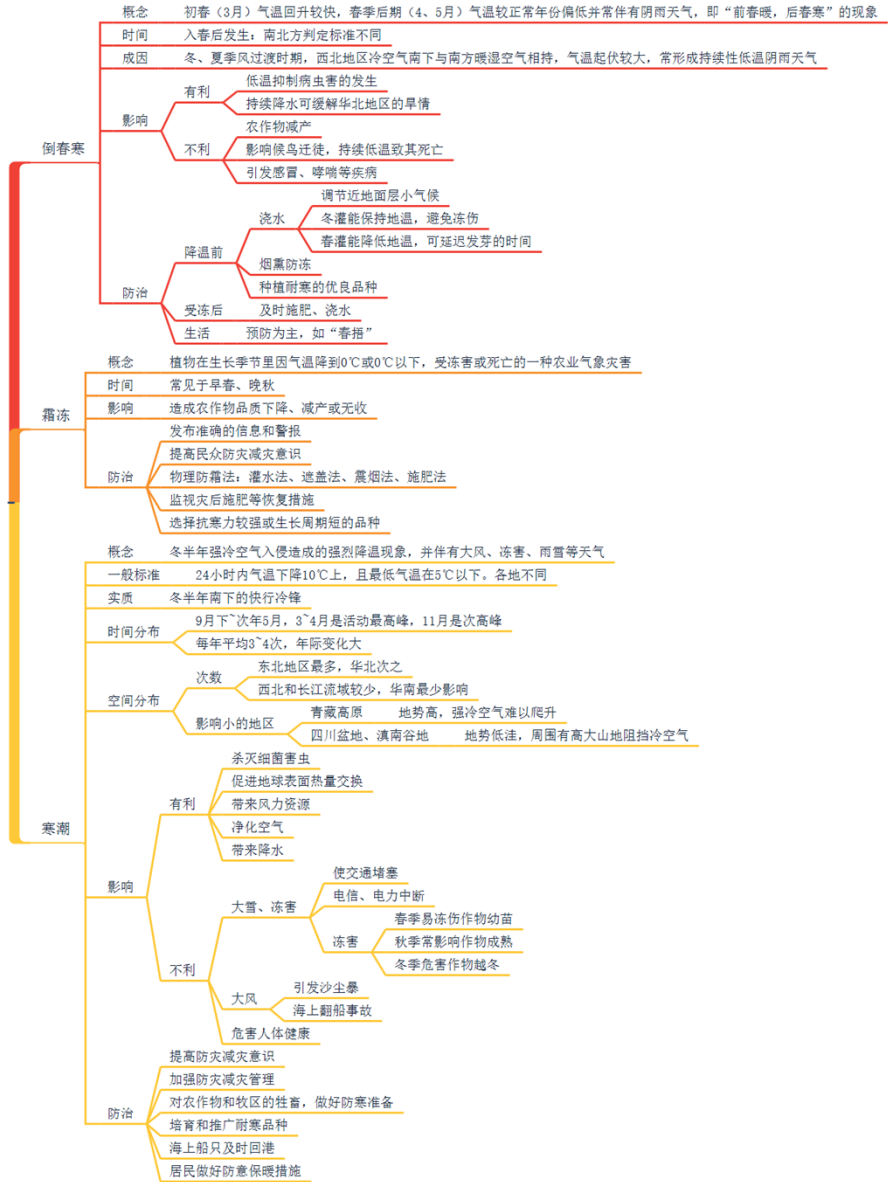 概念 初春（3月）气温回升较快，春季后期（4、5月）气温较正常年份偏低并常伴有阴雨天气，即“前春暖，后春寒”的现象
时间 入春后发生：南北方判定标准不同
成因 冬、夏季风过渡时期，西北地区冷空气南下与南方暖湿空气相持，气温起伏较大，常形成持续性低温阴雨天气
低温抑制病虫害的发生
有利
持续降水可缓解华北地区的旱情
影响
农作物减产
倒春寒
不利 影响候鸟迁徒，持续低温致其死亡
引发感冒、哮喘等疾病
调节近地面层小气候
浇水 冬灌能保持地温，避免冻伤
春灌能降低地温，可延迟发芽的时间
降温前
烟熏防冻
种植耐寒的优良品种
防治
受冻后 及时施肥、浇水
生活 预防为主，如“春捂”
概念 植物在生长季节里因气温降到0℃或0℃以下，受冻害或死亡的一种农业气象灾害
时间 常见于早春、晚秋
影响 造成农作物品质下降、减产或无收
霜冻
发布准确的信息和警报
提高民众防灾减灾意识
防治 物理防霜法：灌水法、遮盖法、震烟法、施肥法
监视灾后施肥等恢复措施
选择抗寒力较强或生长周期短的品种
概念 冬半年强冷空气入侵造成的强烈降温现象，并伴有大风、冻害、雨雪等天气
一般标准 24小时内气温下降10℃上，且最低气温在5℃以下。各地不同
实质 冬半年南下的快行冷锋
9月下~次年5月，3~4月是活动最高峰，11月是次高峰
时间分布
每年平均3~4次，年际变化大
东北地区最多，华北次之
次数
西北和长江流域较少，华南最少影响
空间分布
青藏高原 地势高，强冷空气难以爬升
影响小的地区
四川盆地、滇南谷地 地势低洼，周围有高大山地阻挡冷空气
杀灭细菌害虫
促进地球表面热量交换
有利 带来风力资源
净化空气
寒潮
带来降水
使交通堵塞
影响
电信、电力中断
大雪、冻害
春季易冻伤作物幼苗
冻害 秋季常影响作物成熟
冬季危害作物越冬
不利
引发沙尘暴
大风
海上翻船事故
危害人体健康
提高防灾减灾意识
加强防灾减灾管理
对农作物和牧区的牲畜，做好防寒准备
防治
培育和推广耐寒品种
海上船只及时回港
居民做好防意保暖措施